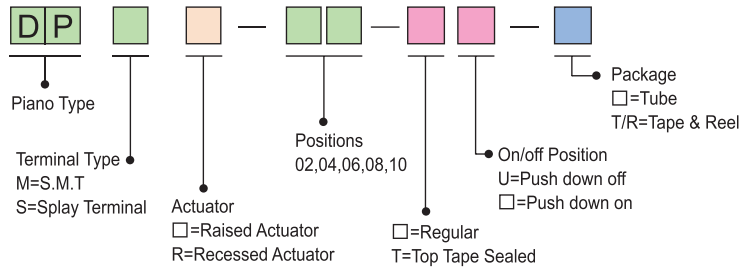 DP — — —
Piano Type
Terminal Type
M=S.M.T
S=Splay Terminal
Actuator
□=Raised Actuator
R=Recessed Actuator
Positions
02,04,06,08,10
□=Regular
T=Top Tape Sealed
On/off Position
U=Push down off
□=Push down on
Package
□=Tube
T/R=Tape & Reel